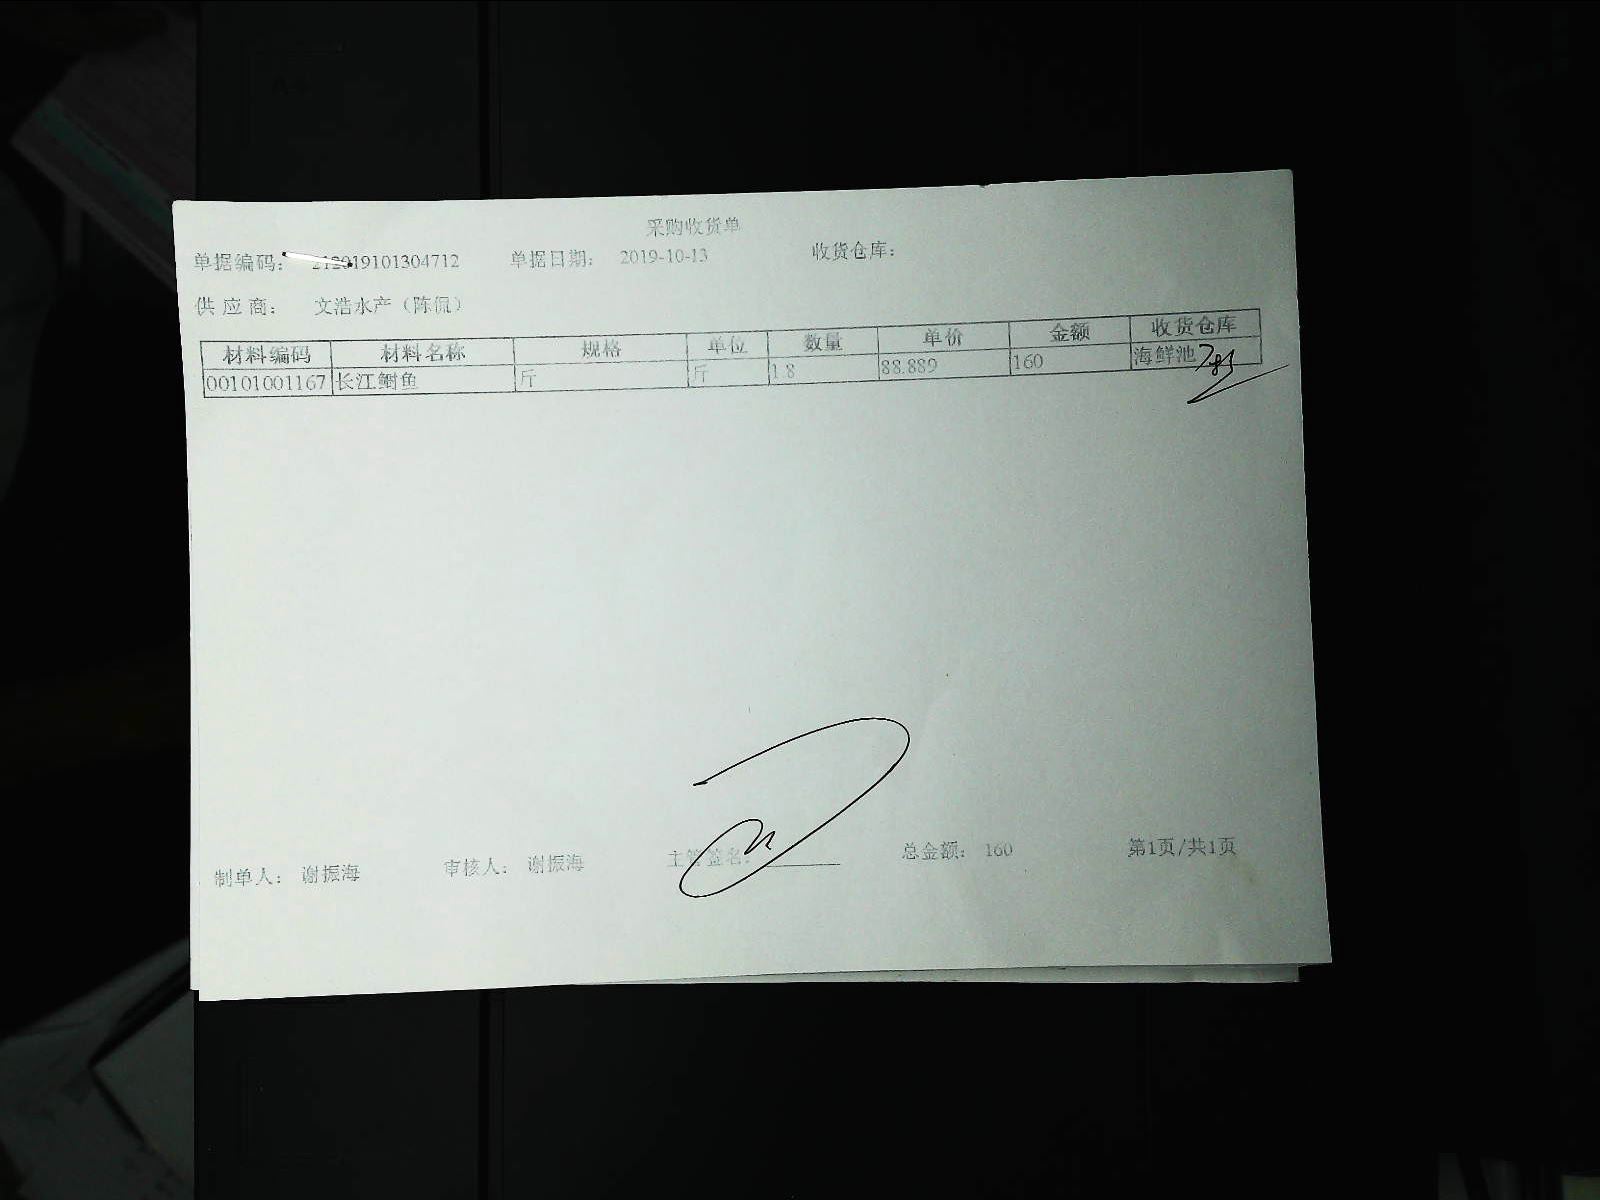 采购收货单
单据编码: 212019101304712 单据日期: 2019-10-13 收货仓库:
供应商: 文浩水产（陈侃）
材料编码 材料名称 规格 单位 数量 单价 金额 收货仓库
00101001167 长江鲥鱼 斤 斤 1.8 88.889 160 海鲜池
制单人: 谢振海 审核人: 谢振海 主管签名: 总金额: 160 第1页/共1页